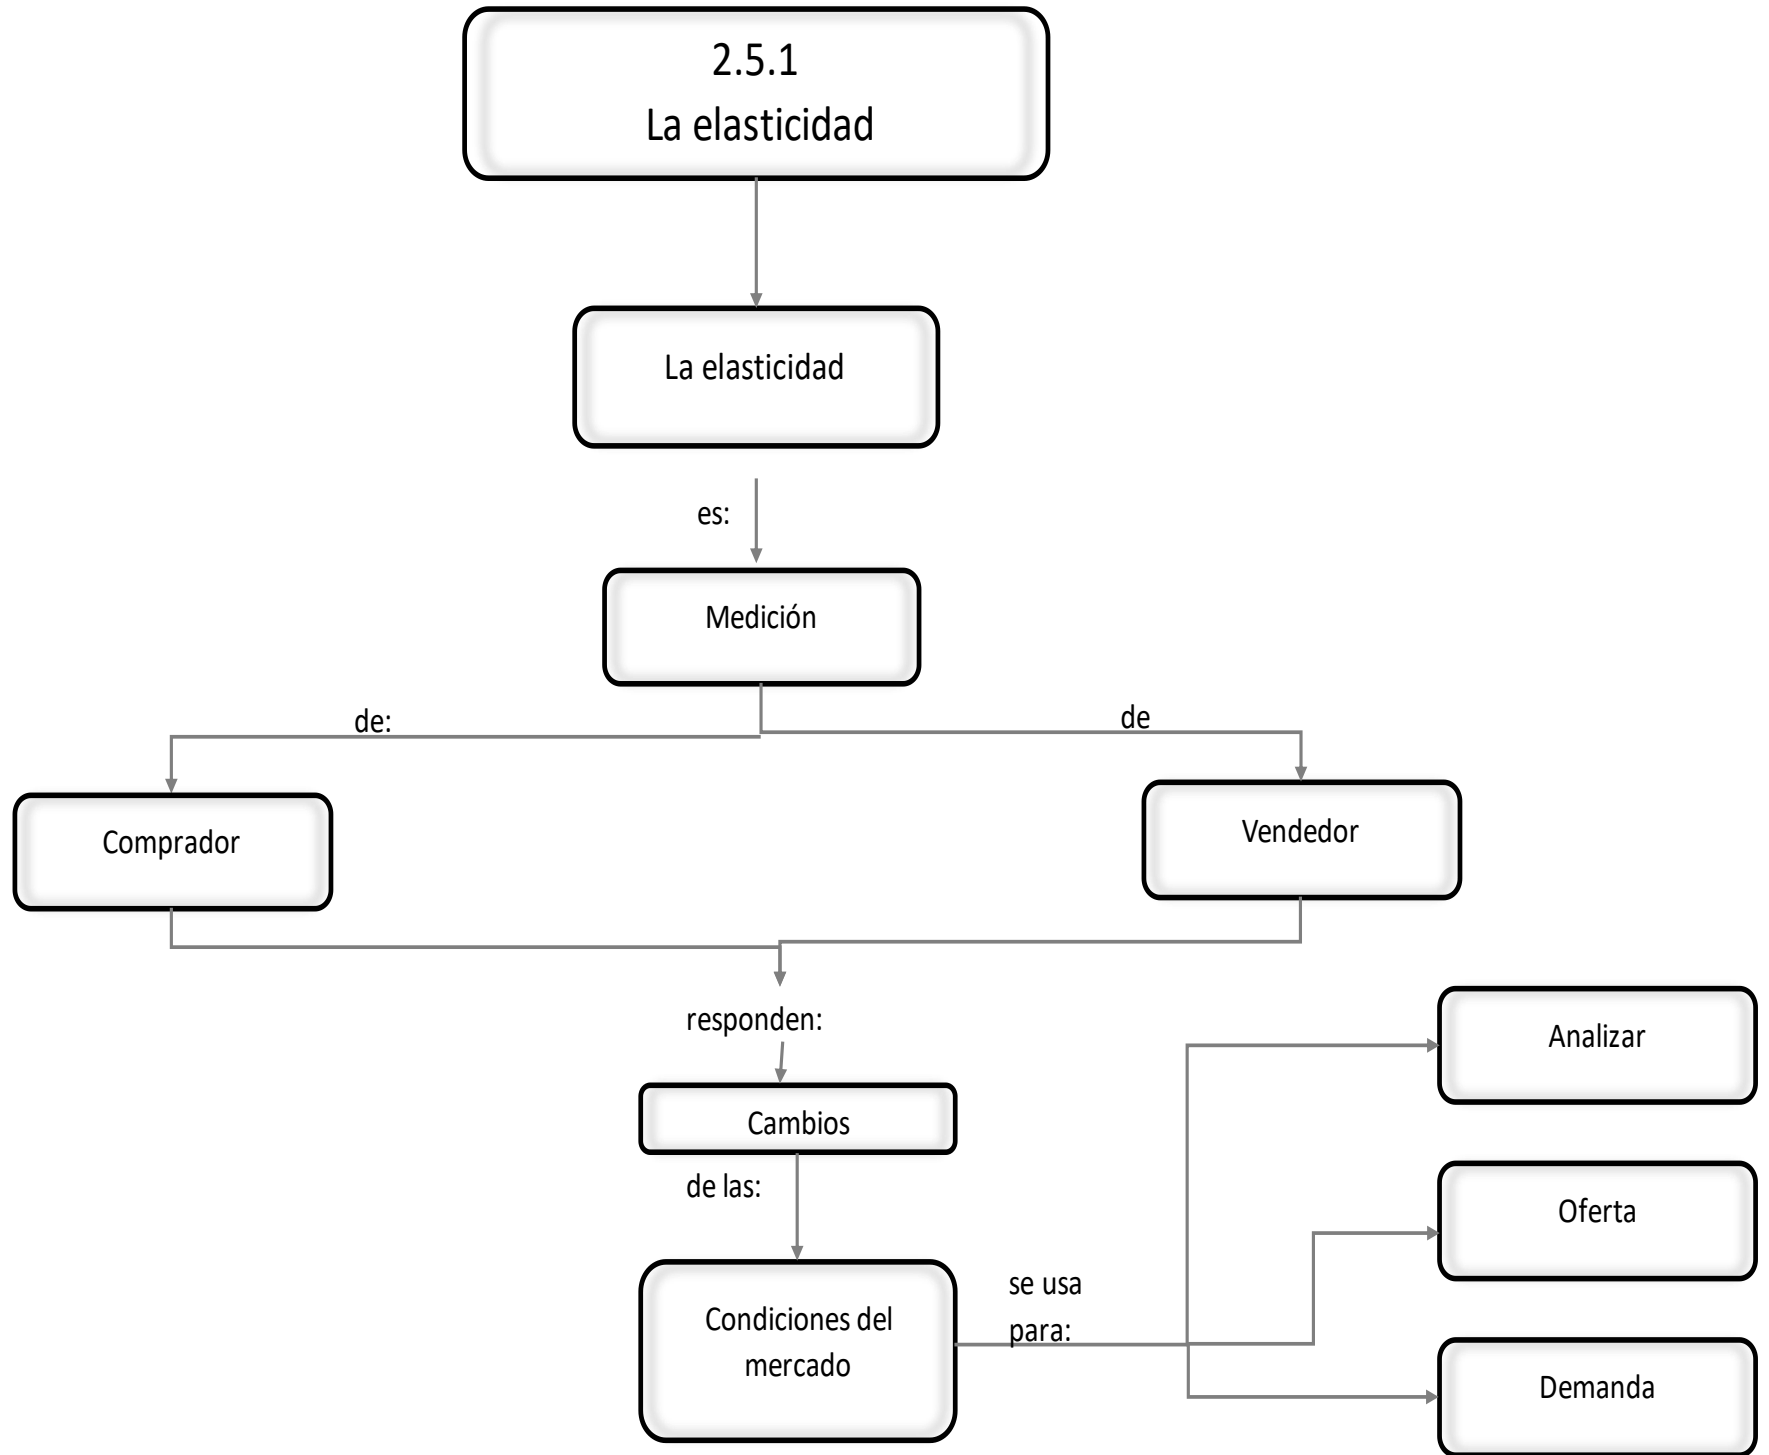 2.5.1
La elasticidad
La elasticidad
es:
Medición
de:
de
Comprador
Vendedor
responden:
Cambios
de las:
Condiciones del
mercado
se usa
para:
Analizar
Oferta
Demanda